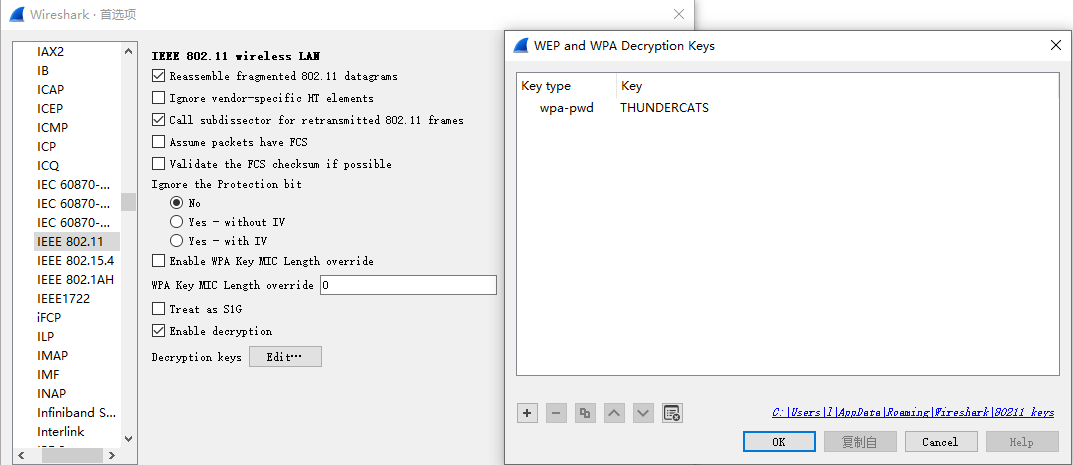 Wireshark · 首选项
IAX2
IB
ICAP
ICEP
ICMP
ICP
ICQ
IEC 60870-...
IEC 60870-...
IEC 60870-...
IEEE 802.11
IEEE 802.15.4
IEEE 802.1AH
IEEE1722
iFCP
ILP
IMAP
IMF
INAP
Infiniband S...
Interlink
IEEE 802.11 wireless LAN
Reassemble fragmented 802.11 datagrams
Ignore vendor-specific HT elements
Call subdissector for retransmitted 802.11 frames
Assume packets have FCS
Validate the FCS checksum if possible
Ignore the Protection bit
No
Yes - without IV
Yes - with IV
Enable WPA Key MIC Length override
WPA Key MIC Length override 0
Treat as S1G
Enable decryption
Decryption keys Edit…
WEP and WPA Decryption Keys
Key type Key
wpa-pwd THUNDERCATS
C:|Users|l|AppData|Roaming|Wireshark|80211 keys
OK 复制自 Cancel Help